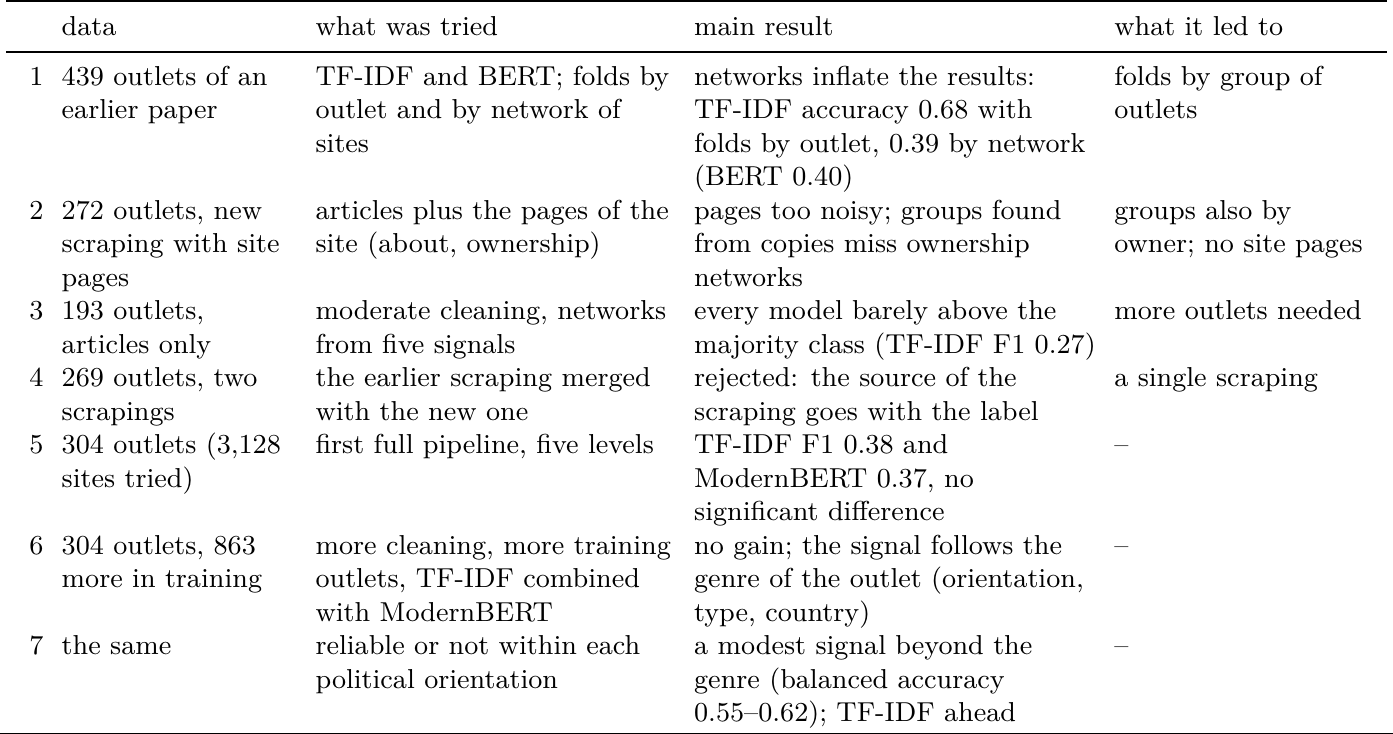 data what was tried main result what it led to
1 439 outlets of an TF-IDF and BERT; folds by networks inflate the results: folds by group of
earlier paper outlet and by network of TF-IDF accuracy 0.68 with outlets
sites folds by outlet, 0.39 by network
(BERT 0.40)
2 272 outlets, new articles plus the pages of the pages too noisy; groups found groups also by
scraping with site site (about, ownership) from copies miss ownership owner; no site pages
pages networks
3 193 outlets, moderate cleaning, networks every model barely above the more outlets needed
articles only from five signals majority class (TF-IDF F1 0.27)
4 269 outlets, two the earlier scraping merged rejected: the source of the a single scraping
scrapings with the new one scraping goes with the label
5 304 outlets (3,128 first full pipeline, five levels TF-IDF F1 0.38 and –
sites tried) ModernBERT 0.37, no
significant difference
6 304 outlets, 863 more cleaning, more training no gain; the signal follows the –
more in training outlets, TF-IDF combined genre of the outlet (orientation,
with ModernBERT type, country)
7 the same reliable or not within each a modest signal beyond the –
political orientation genre (balanced accuracy
0.55–0.62); TF-IDF ahead